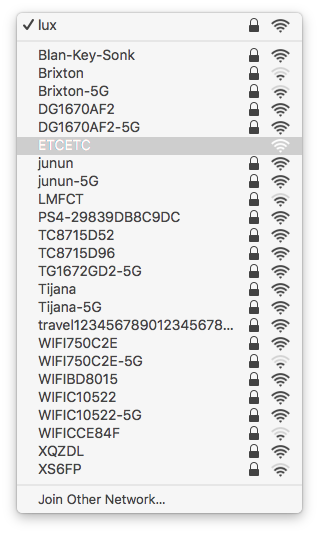 lux
Blan-Key-Sonk
Brixton
Brixton-5G
DG1670AF2
DG1670AF2-5G
ETCETC
junun
junun-5G
LMFCT
PS4-29839DB8C9DC
TC8715D52
TC8715D96
TG1672GD2-5G
Tijana
Tijana-5G
travel123456789012345678...
WIFI750C2E
WIFI750C2E-5G
WIFIBD8015
WIFIC10522
WIFIC10522-5G
WIFICCE84F
XQZDL
XS6FP
Join Other Network...